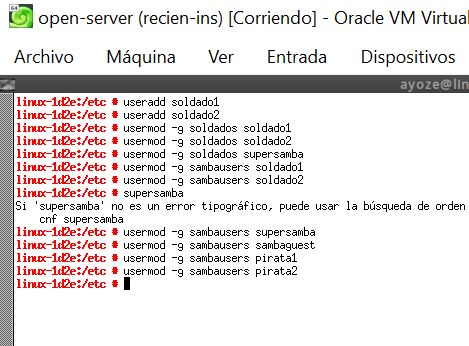 open-server (recien-ins) [Corriendo] - Oracle VM Virtual
Archivo Máquina Ver Entrada Dispositivos
ayoze@lin
linux-1d2e:/etc # useradd soldado1
linux-1d2e:/etc # useradd soldado2
linux-1d2e:/etc # usermod -g soldados soldado1
linux-1d2e:/etc # usermod -g soldados soldado2
linux-1d2e:/etc # usermod -g soldados supersamba
linux-1d2e:/etc # usermod -g sambausers soldado1
linux-1d2e:/etc # usermod -g sambausers soldado2
linux-1d2e:/etc # supersamba
Si 'supersamba' no es un error tipográfico, puede usar la búsqueda de orden
cnf supersamba
linux-1d2e:/etc # usermod -g sambausers supersamba
linux-1d2e:/etc # usermod -g sambausers sambaguest
linux-1d2e:/etc # usermod -g sambausers pirata1
linux-1d2e:/etc # usermod -g sambausers pirata2
linux-1d2e:/etc #